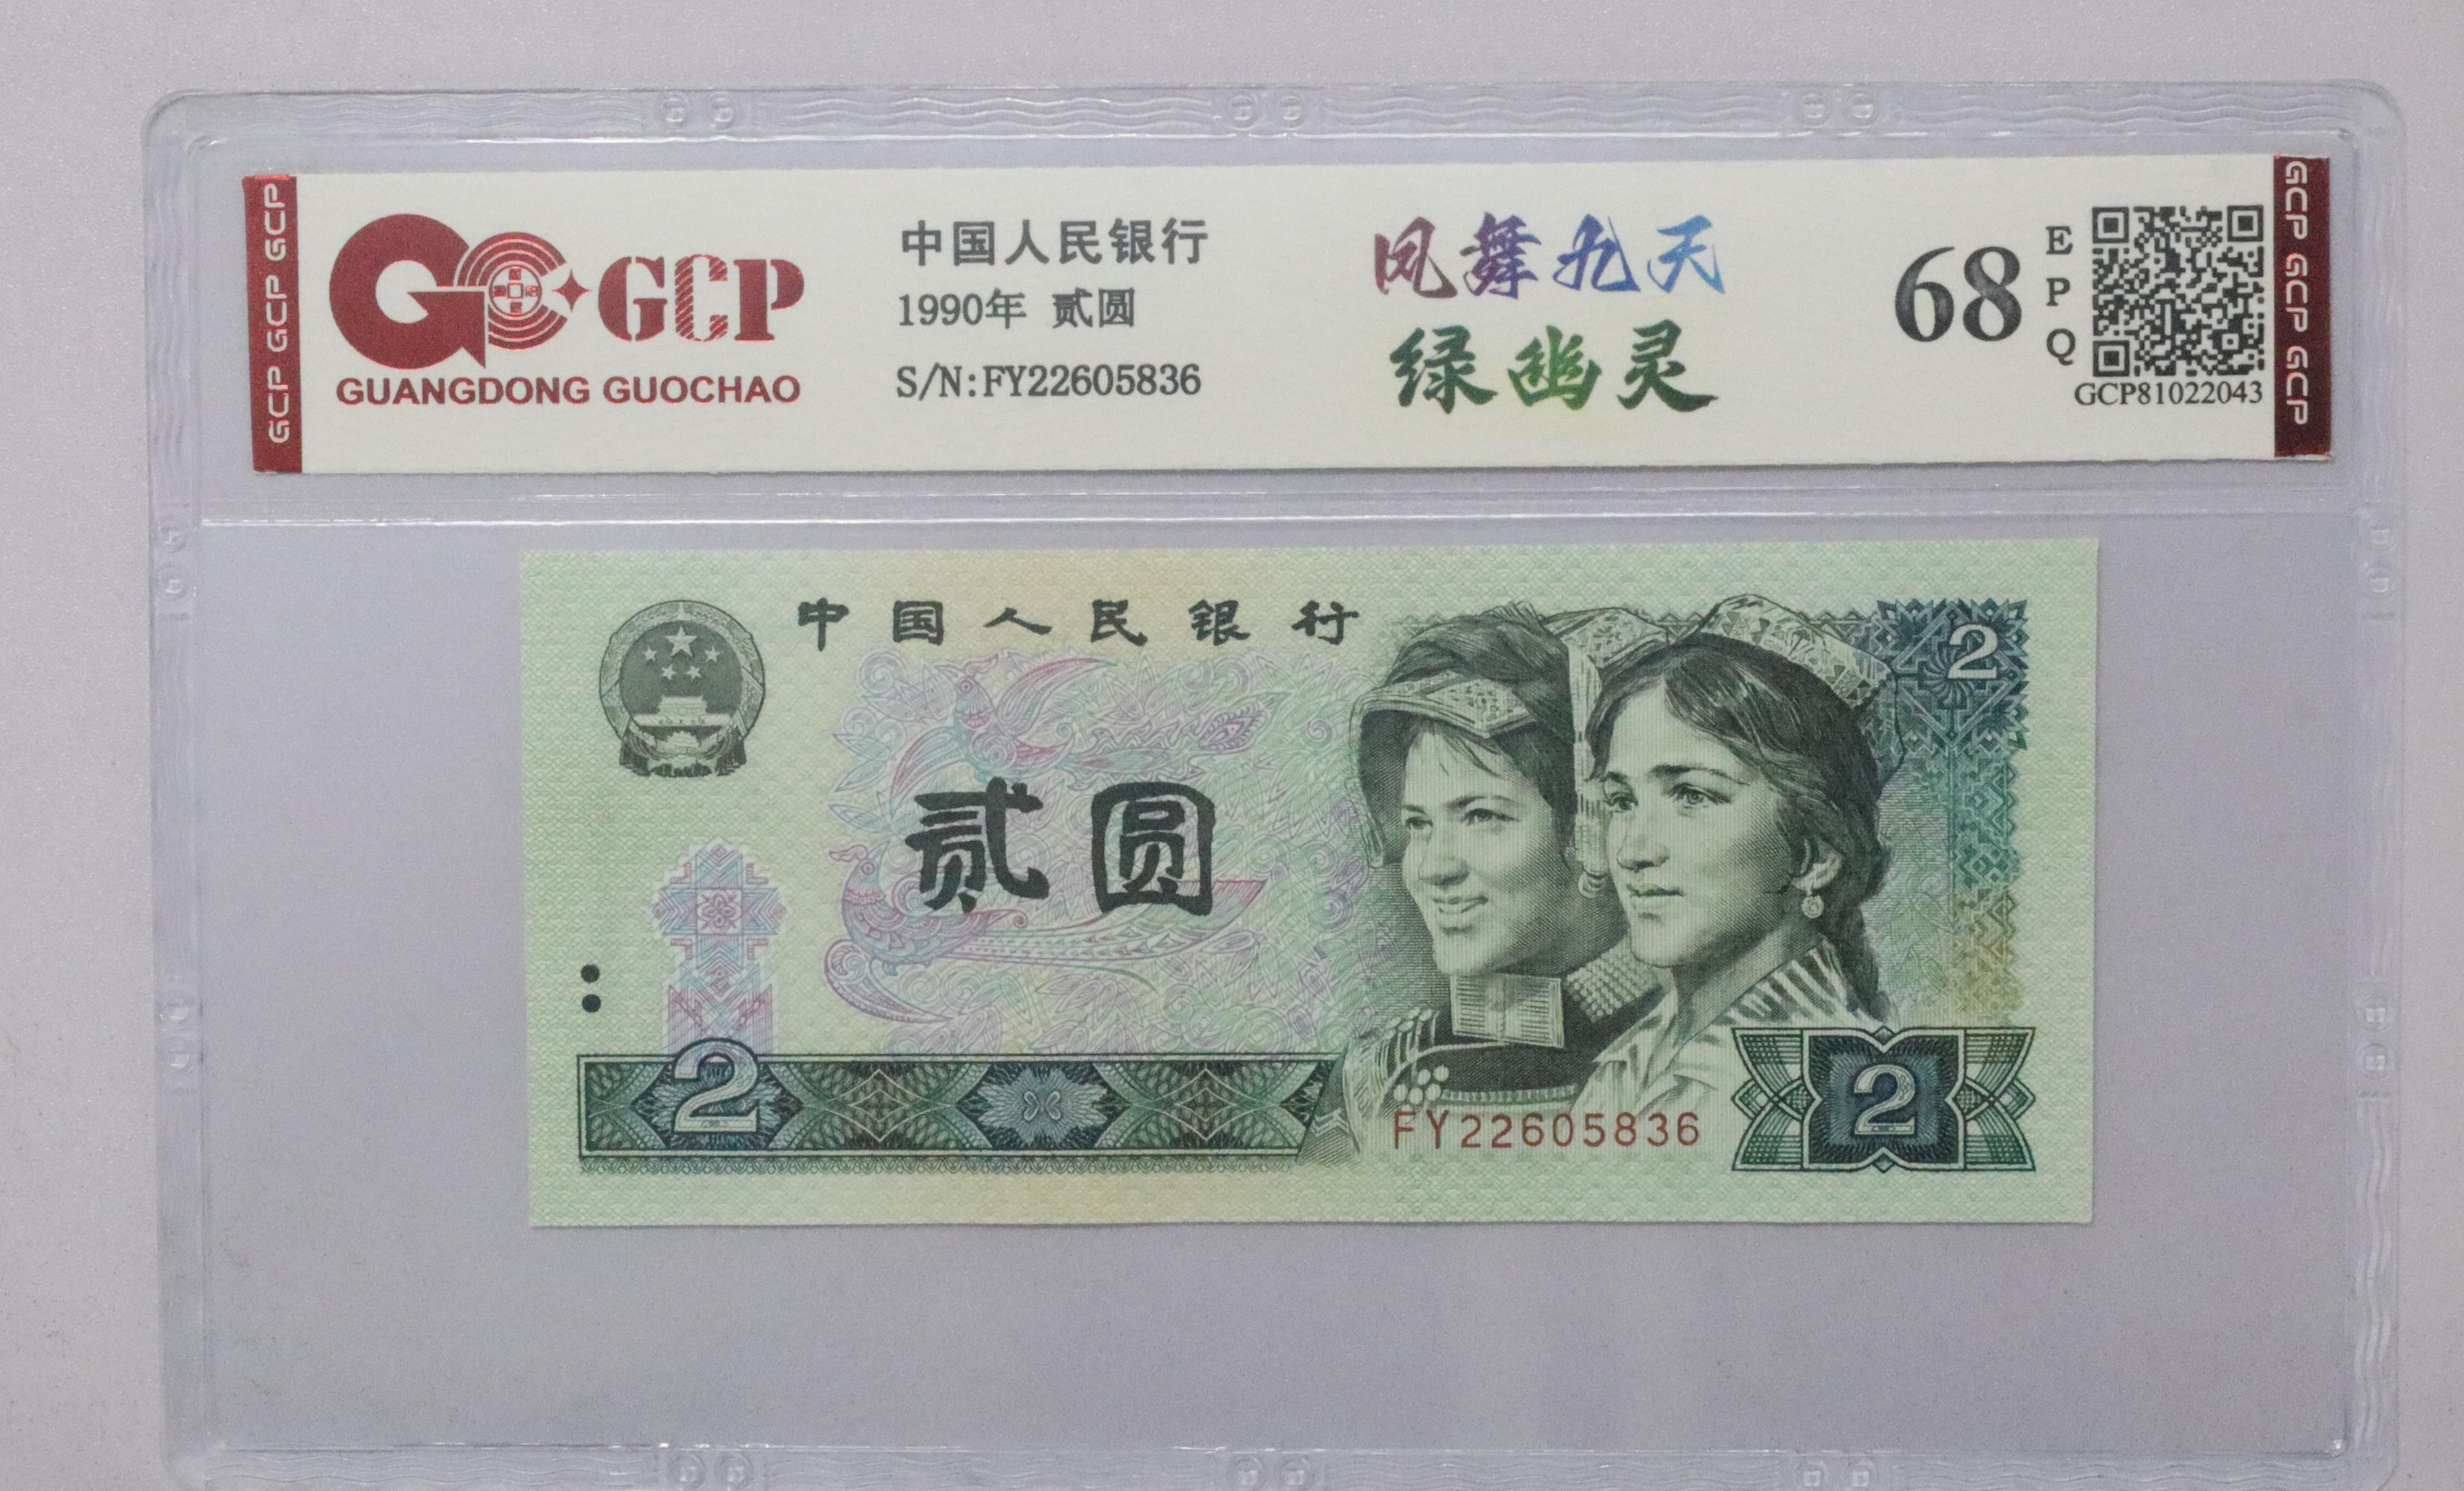 GCP GCP GCP
GCP
GUANGDONG GUOCHAO
中国人民银行
1990年 贰圆
S/N:FY22605836
凤舞九天
绿幽灵
68
E
P
Q
GCP81022043
GCP GCP GCP
中国人民银行
2
贰圆
2
FY22605836
2